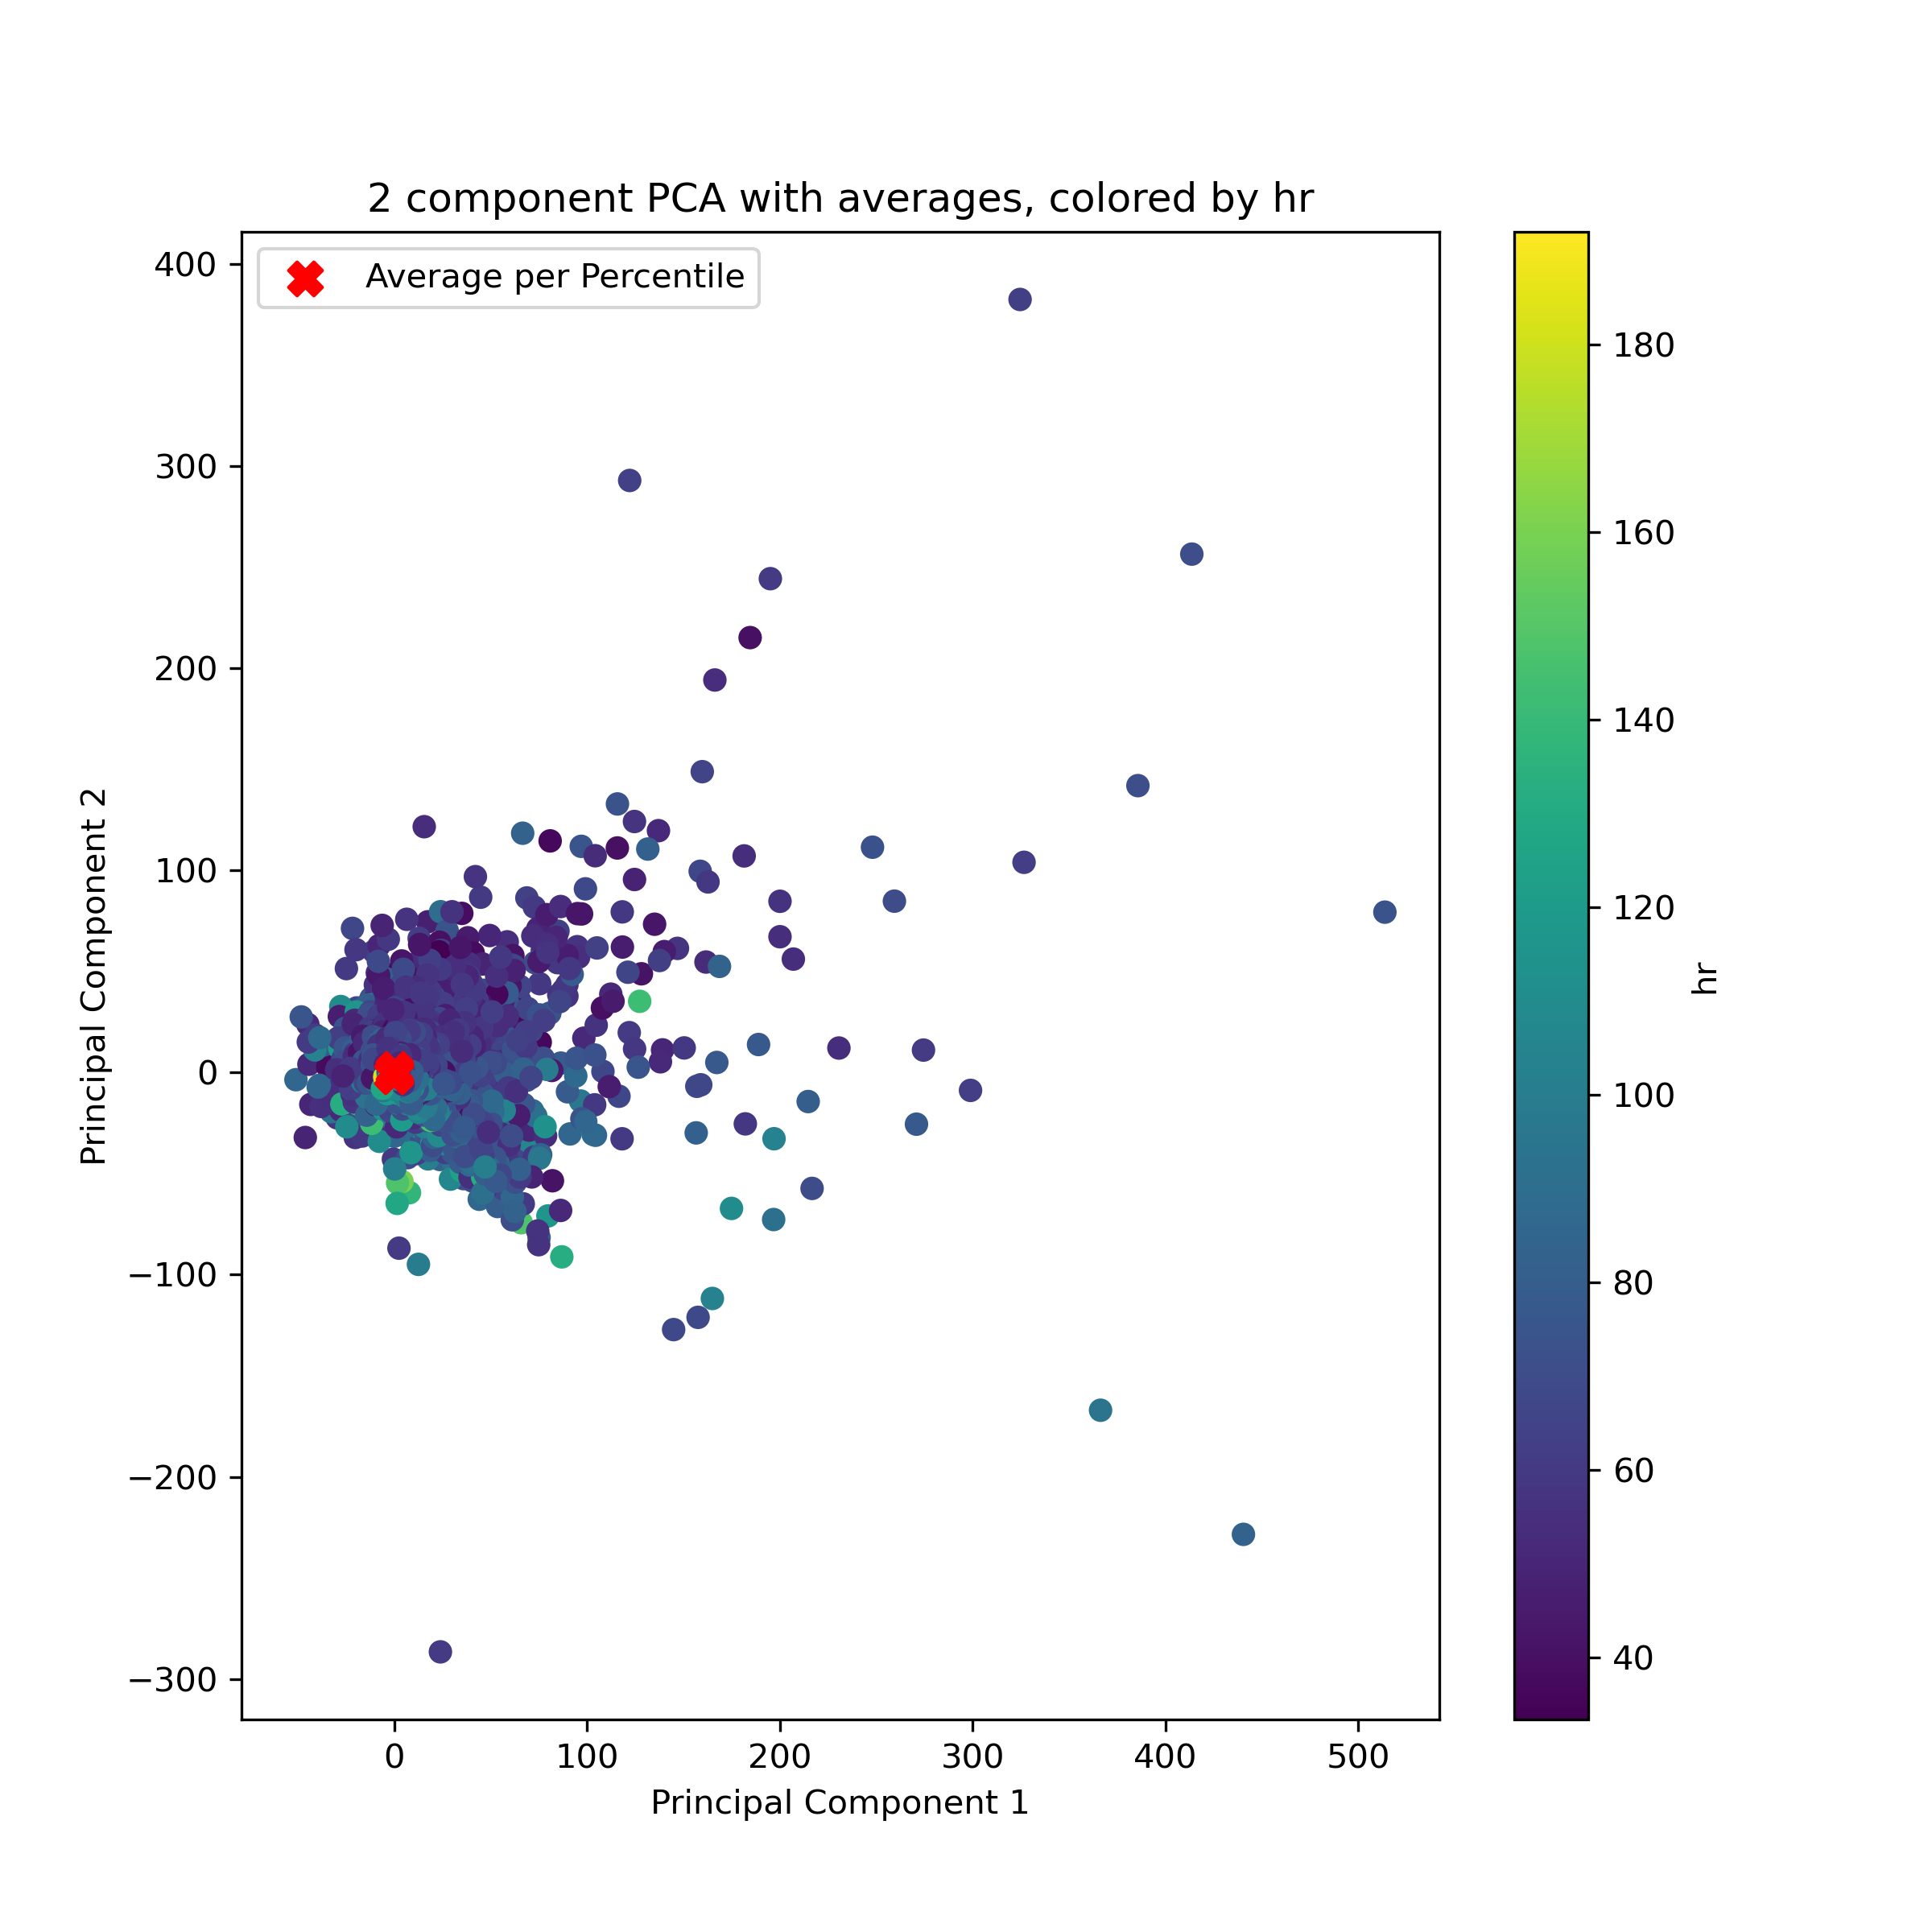 2 component PCA with averages, colored by hr
Average per Percentile
400
300
200
100
0
−100
−200
−300
Principal Component 2
0 100 200 300 400 500
Principal Component 1
180
160
140
120
100
80
60
40
hr